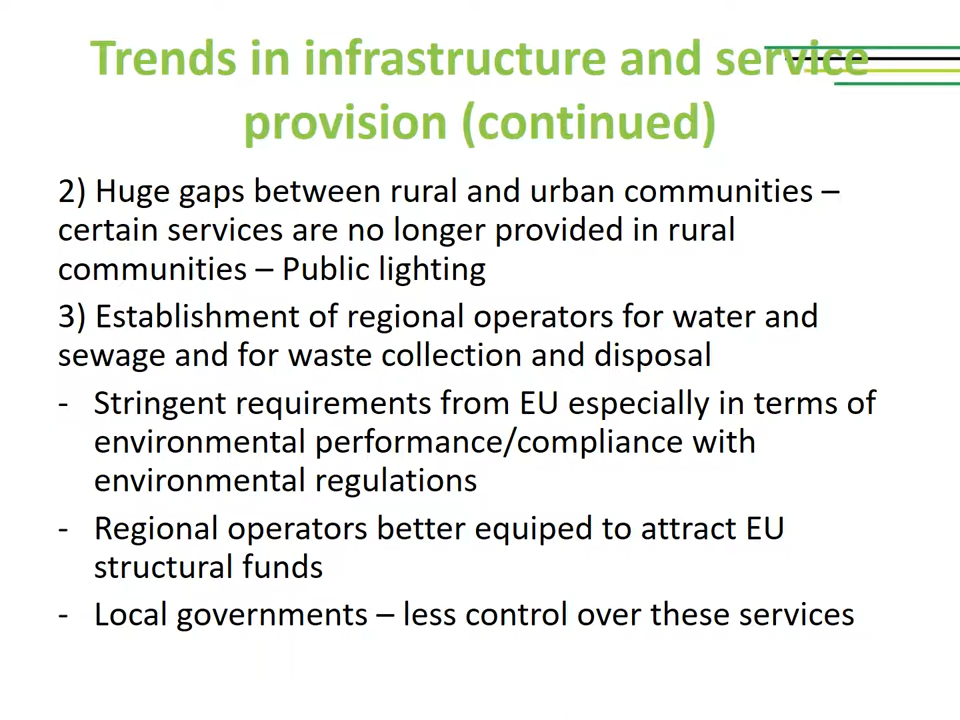 Trends in infrastructure and service
provision (continued)
2) Huge gaps between rural and urban communities –
certain services are no longer provided in rural
communities – Public lighting
3) Establishment of regional operators for water and
sewage and for waste collection and disposal
- Stringent requirements from EU especially in terms of
environmental performance/compliance with
environmental regulations
- Regional operators better equiped to attract EU
structural funds
- Local governments – less control over these services